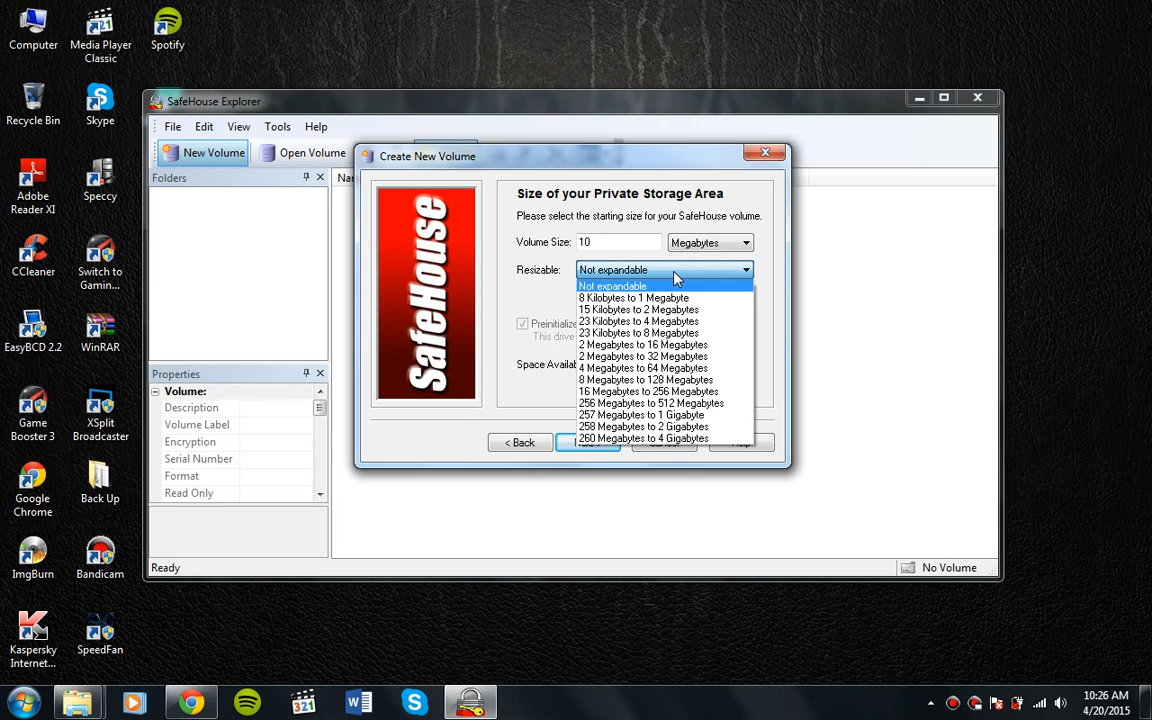 Computer
Media Player
Classic
Spotify
Recycle Bin
Skype
Adobe
Reader XI
Speccy
CCleaner
Switch to
Gamin...
EasyBCD 2.2
WinRAR
Game
Booster 3
XSplit
Broadcaster
Google
Chrome
Back Up
ImgBurn
Bandicam
Kaspersky
Internet...
SpeedFan
SafeHouse Explorer
File Edit View Tools Help
New Volume Open Volume
Folders
Nar
Properties
Volume:
Description
Volume Label
Encryption
Serial Number
Format
Read Only
Ready
No Volume
Create New Volume
SafeHouse
Size of your Private Storage Area
Please select the starting size for your SafeHouse volume.
Volume Size: 10 Megabytes
Resizable: Not expandable
Not expandable
8 Kilobytes to 1 Megabyte
15 Kilobytes to 2 Megabytes
23 Kilobytes to 4 Megabytes
23 Kilobytes to 8 Megabytes
2 Megabytes to 16 Megabytes
2 Megabytes to 32 Megabytes
4 Megabytes to 64 Megabytes
8 Megabytes to 128 Megabytes
16 Megabytes to 256 Megabytes
256 Megabytes to 512 Megabytes
257 Megabytes to 1 Gigabyte
258 Megabytes to 2 Gigabytes
260 Megabytes to 4 Gigabytes
Preinitialize
This drive
Space Availab
< Back
321
10:26 AM
4/20/2015